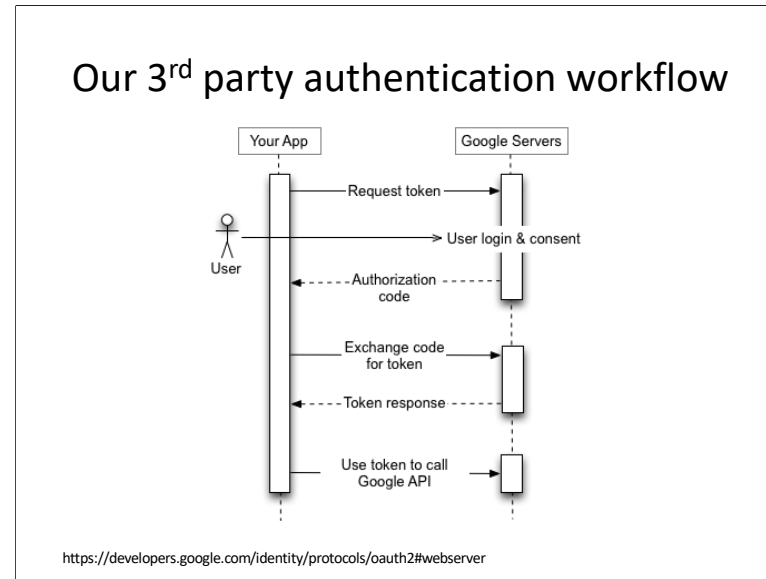 Our 3rd party authentication workflow
Your App
Google Servers
Request token
User login & consent
User
Authorization
code
Exchange code
for token
Token response
Use token to call
Google API
https://developers.google.com/identity/protocols/oauth2#webserver